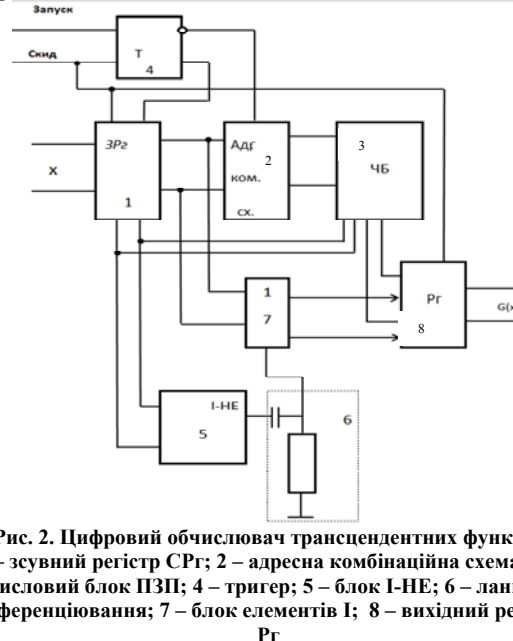 Запуск
Скид
Т
4
ЗРг
Х
1
Адр
ком.
сх.
2
3
ЧБ
1
7
Рг
8
G(x
І-НЕ
5
6
Рис. 2. Цифровий обчислювач трансцендентних функ
– зсувний регістр СРг; 2 – адресна комбінаційна схема
исловий блок ПЗП; 4 – тригер; 5 – блок І-НЕ; 6 – лан
ференціювання; 7 – блок елементів І; 8 – вихідний ре
Рг